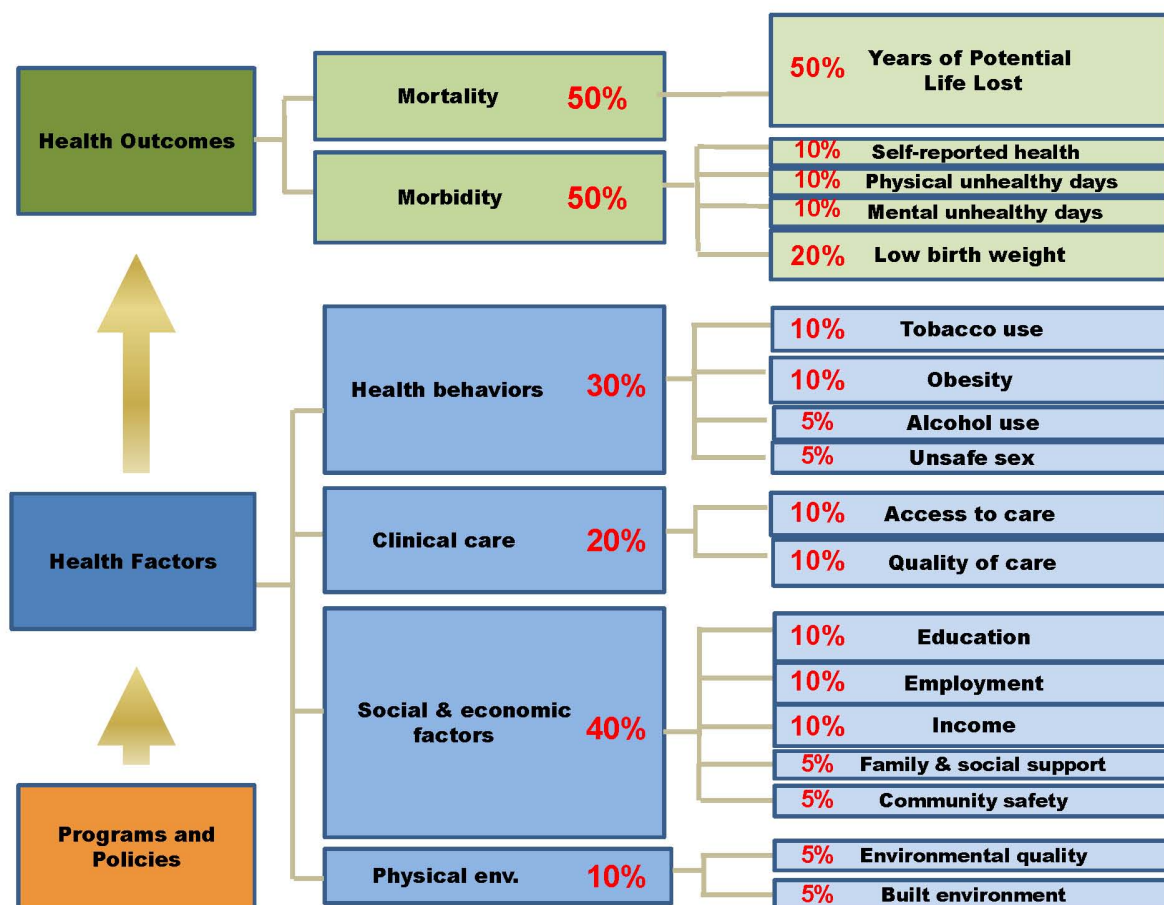 Health Outcomes
Mortality 50%
50% Years of Potential
Life Lost
Morbidity 50%
10% Self-reported health
10% Physical unhealthy days
10% Mental unhealthy days
20% Low birth weight
Health Factors
Health behaviors 30%
10% Tobacco use
10% Obesity
5% Alcohol use
5% Unsafe sex
Clinical care 20%
10% Access to care
10% Quality of care
Social & economic
factors 40%
10% Education
10% Employment
10% Income
5% Family & social support
5% Community safety
Physical env. 10%
5% Environmental quality
5% Built environment
Programs and
Policies